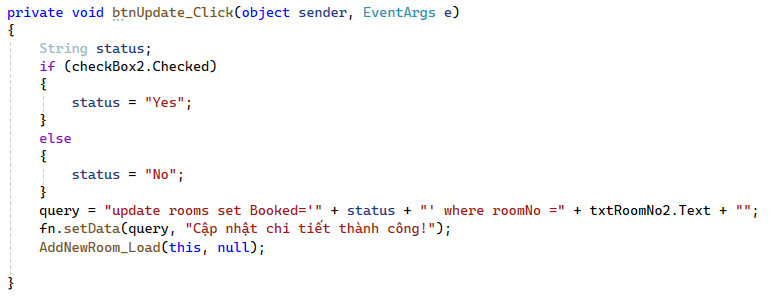 private void btnUpdate_Click(object sender, EventArgs e)
{
    String status;
    if (checkBox2.Checked)
    {
        status = "Yes";
    }
    else
    {
        status = "No";
    }
    query = "update rooms set Booked='" + status + "' where roomNo =" + txtRoomNo2.Text + "";
    fn.setData(query, "Cập nhật chi tiết thành công!");
    AddNewRoom_Load(this, null);
}